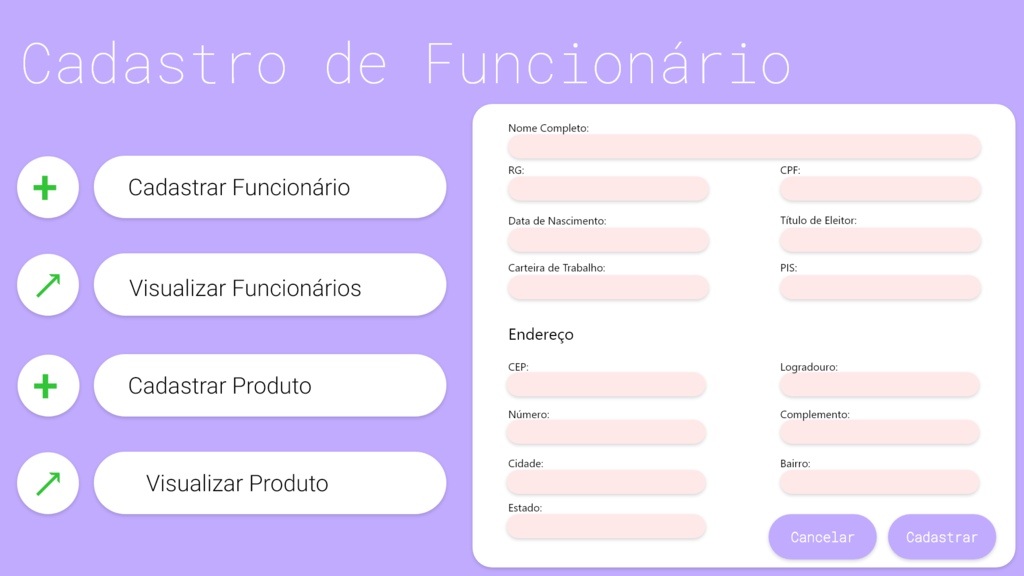 Cadastro de Funcionário
Cadastrar Funcionário
Visualizar Funcionários
Cadastrar Produto
Visualizar Produto
Nome Completo:
RG:
CPF:
Data de Nascimento:
Título de Eleitor:
Carteira de Trabalho:
PIS:
Endereço
CEP:
Logradouro:
Número:
Complemento:
Cidade:
Bairro:
Estado:
Cancelar
Cadastrar